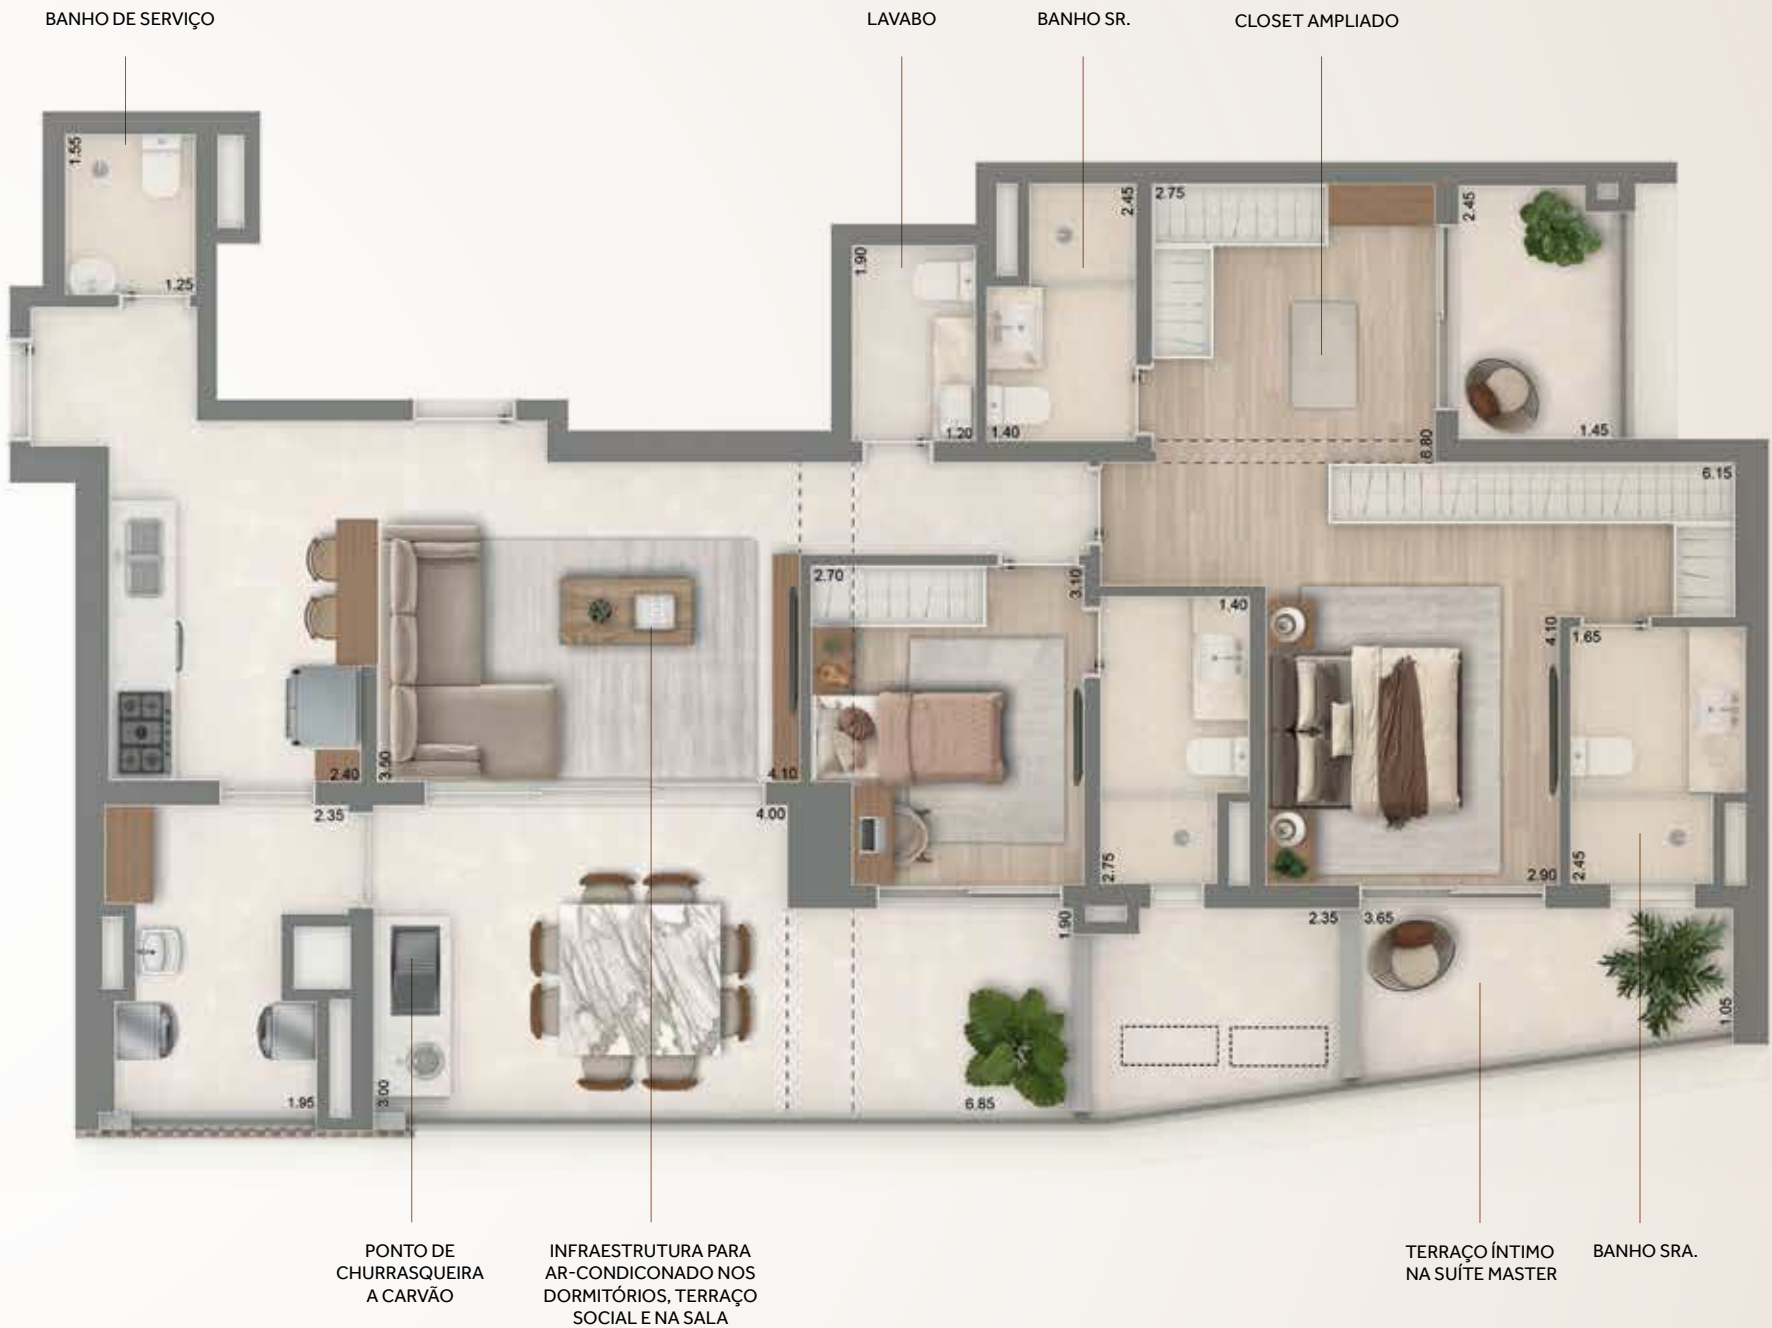 BANHO DE SERVIÇO
LAVABO
BANHO SR.
CLOSET AMPLIADO
1.55
1.25
1.90
1.20
2.45
1.40
2.75
2.45
1.45
6.80
6.15
2.70
3.10
1.40
4.10
1.65
2.40
3.60
4.10
2.35
4.00
2.75
2.90
2.45
1.90
2.35
3.65
1.05
1.95
3.00
6.85
PONTO DE
CHURRASQUEIRA
A CARVÃO
INFRAESTRUTURA PARA
AR-CONDICONADO NOS
DORMITÓRIOS, TERRAÇO
SOCIAL E NA SALA
TERRAÇO ÍNTIMO
NA SUÍTE MASTER
BANHO SRA.